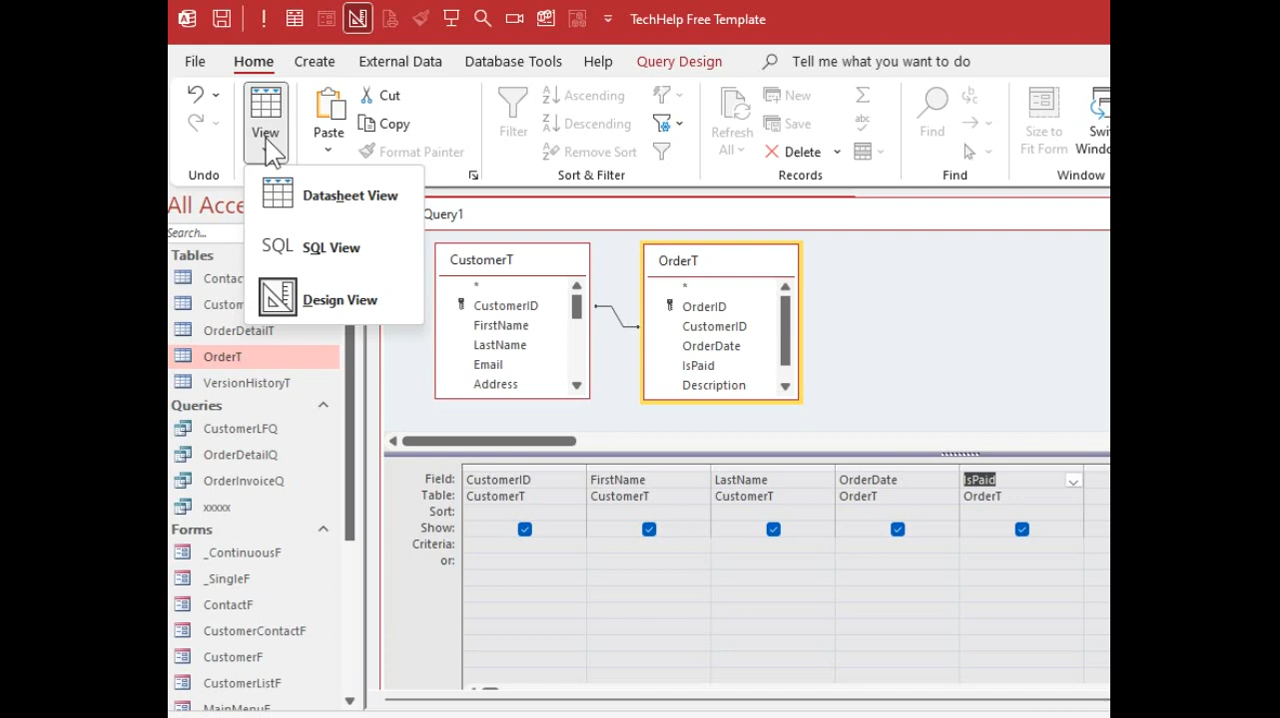 TechHelp Free Template
File Home Create External Data Database Tools Help Query Design Tell me what you want to do
View Paste Cut Copy Format Painter
Filter Ascending Descending Remove Sort
Refresh All New Save Delete
Find
Size to Fit Form
Undo Sort & Filter Records Find Window
All Acce
Search...
Datasheet View
SQL SQL View
Design View
Tables
Contac
Custom
OrderDetailT
OrderT
VersionHistoryT
Queries
CustomerLFQ
OrderDetailQ
OrderInvoiceQ
xxxxx
Forms
_ContinuousF
_SingleF
ContactF
CustomerContactF
CustomerF
CustomerListF
MainMenuF
Query1
CustomerT
*
CustomerID
FirstName
LastName
Email
Address
OrderT
*
OrderID
CustomerID
OrderDate
IsPaid
Description
Field: CustomerID FirstName LastName OrderDate IsPaid
Table: CustomerT CustomerT CustomerT OrderT OrderT
Sort:
Show:
Criteria:
or: